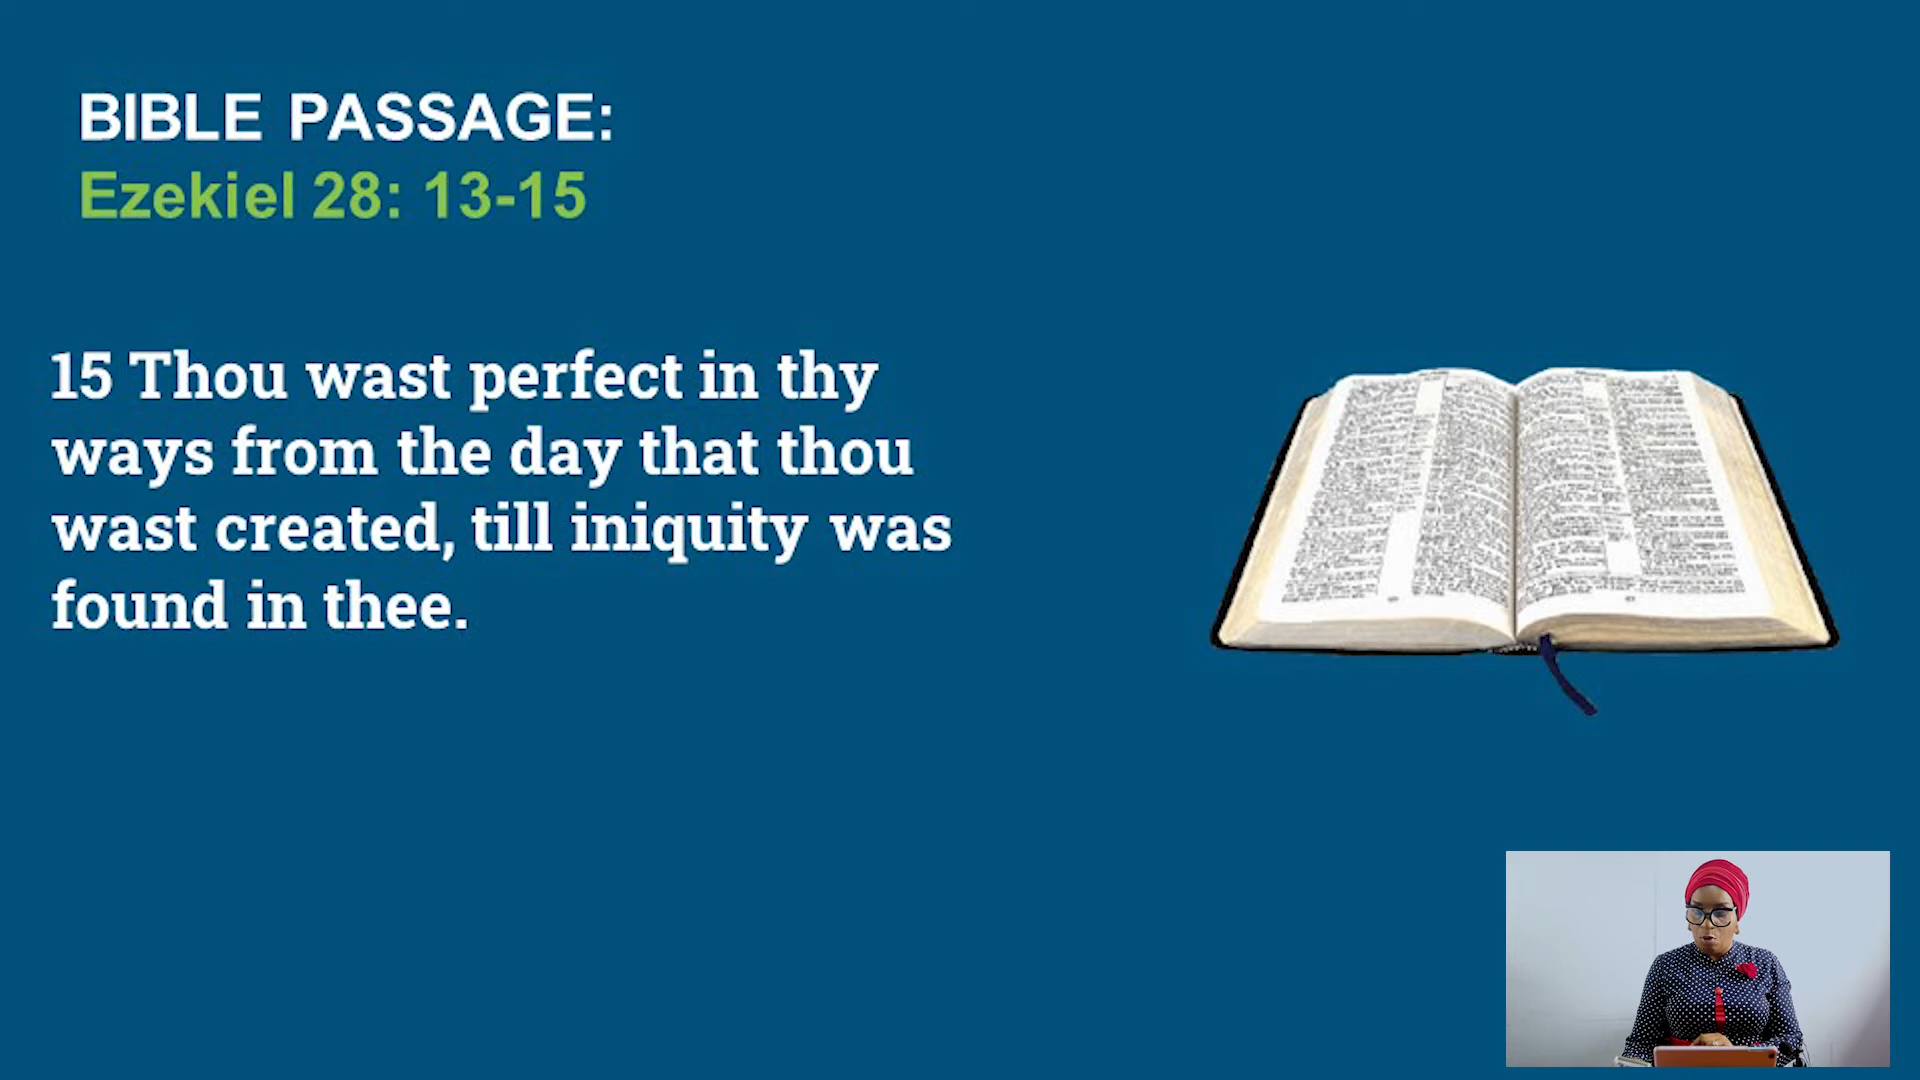 BIBLE PASSAGE:
Ezekiel 28: 13-15
15 Thou wast perfect in thy
ways from the day that thou
wast created, till iniquity was
found in thee.